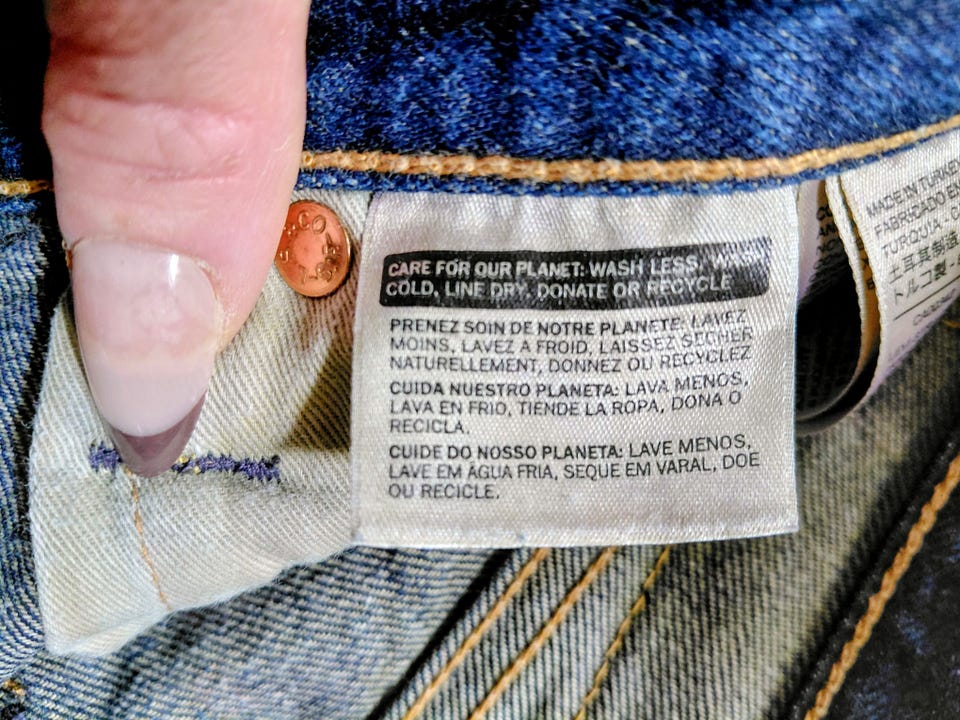 CARE FOR OUR PLANET: WASH LESS, WASH
COLD, LINE DRY, DONATE OR RECYCLE
PRENEZ SOIN DE NOTRE PLANETE: LAVEZ
MOINS, LAVEZ A FROID, LAISSEZ SECHER
NATURELLEMENT, DONNEZ OU RECYCLEZ
CUIDA NUESTRO PLANETA: LAVA MENOS,
LAVA EN FRIO, TIENDE LA ROPA, DONA O
RECICLA.
CUIDE DO NOSSO PLANETA: LAVE MENOS,
LAVE EM ÁGUA FRIA, SEQUE EM VARAL, DOE
OU RECICLE.
MADE IN TURKEY
FABRICADO EN
TURQUIA
土耳其制造
トルコ製